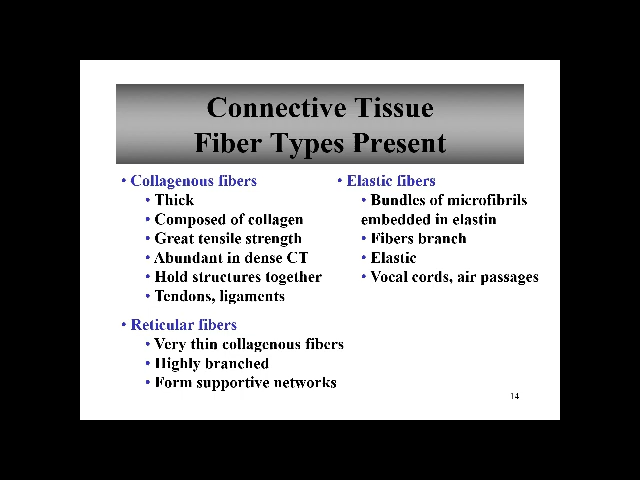 Connective Tissue
Fiber Types Present
• Collagenous fibers
• Thick
• Composed of collagen
• Great tensile strength
• Abundant in dense CT
• Hold structures together
• Tendons, ligaments
• Elastic fibers
• Bundles of microfibrils
embedded in elastin
• Fibers branch
• Elastic
• Vocal cords, air passages
• Reticular fibers
• Very thin collagenous fibers
• Highly branched
• Form supportive networks
14